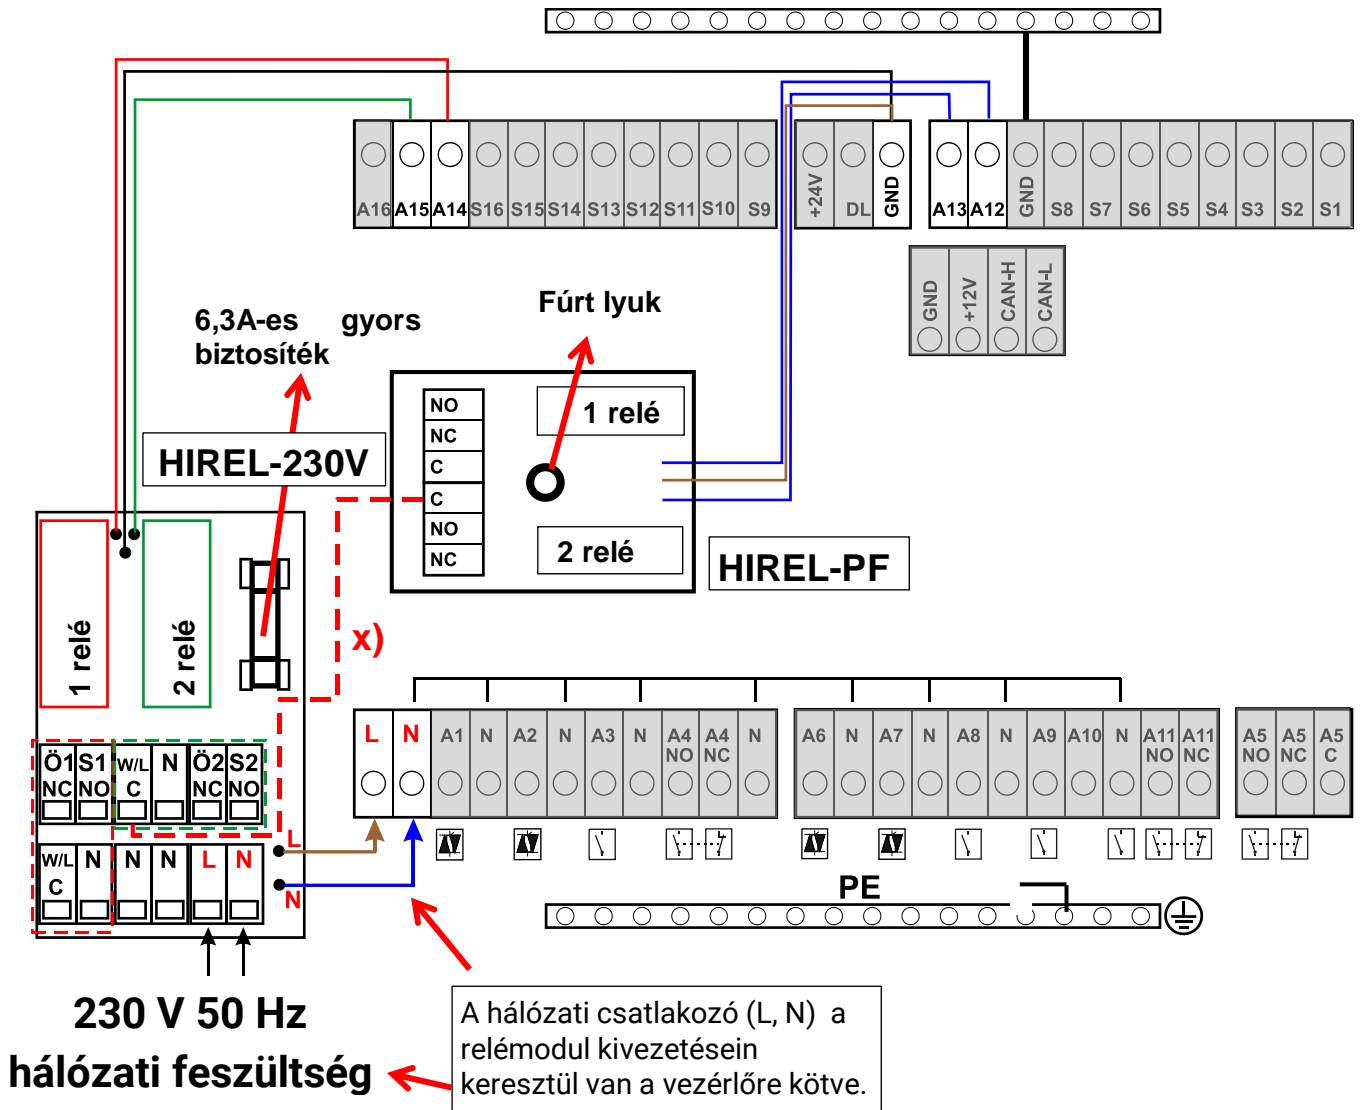 A16 A15 A14 S16 S15 S14 S13 S12 S11 S10 S9
+24V DL GND
A13 A12 GND S8 S7 S6 S5 S4 S3 S2 S1
GND +12V CAN-H CAN-L
6,3A-es gyors
biztosíték
Fúrt lyuk
HIREL-230V
NO
NC
C
C
NO
NC
1 relé
2 relé
HIREL-PF
1 relé
2 relé
x)
Ö1 S1 W/L N Ö2 S2
NC NO C NC NO
W/L N N N L N
C
L
N
L N A1 N A2 N A3 N A4 A4 N
NO NC
A6 N A7 N A8 N A9 A10 N A11 A11
NO NC
A5 A5 A5
NO NC C
PE
230 V 50 Hz
hálózati feszültség
A hálózati csatlakozó (L, N) a
relémodul kivezetésein
keresztül van a vezérlőre kötve.